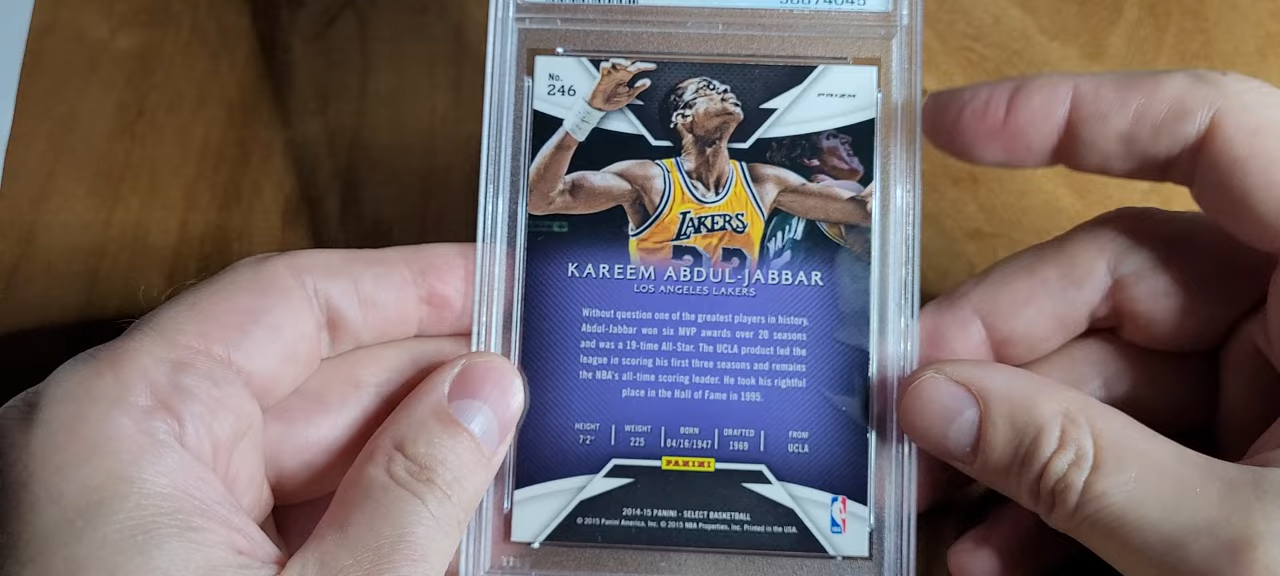 No.
246
PRIZM
LAKERS
KAREEM ABDUL-JABBAR
LOS ANGELES LAKERS
Without question one of the greatest players in history,
Abdul-Jabbar won six MVP awards over 20 seasons
and was a 19-time All-Star. The UCLA product led the
league in scoring his first three seasons and remains
the NBA's all-time scoring leader. He took his rightful
place in the Hall of Fame in 1995.
HEIGHT WEIGHT BORN DRAFTED FROM
7'2" 225 04/16/1947 1969 UCLA
PANINI
2014-15 PANINI - SELECT BASKETBALL
© 2015 Panini America, Inc. © 2015 NBA Properties, Inc. Printed in the USA.